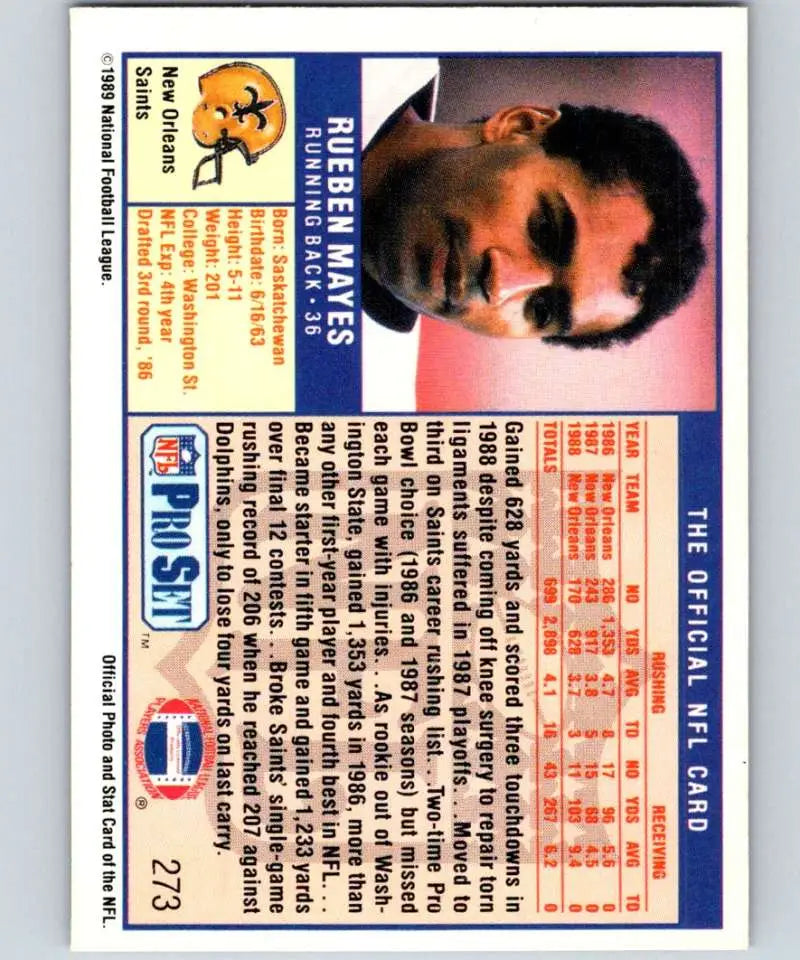 THE OFFICIAL NFL CARD
RUEBEN MAYES
RUNNING BACK · 36
New Orleans
Saints
Born: Saskatchewan
Birthdate: 6/16/63
Height: 5-11
Weight: 201
College: Washington St.
NFL Exp: 4th year
Drafted 3rd round, '86
RUSHING RECEIVING
YEAR TEAM NO YDS AVG TD NO YDS AVG TD
1986 New Orleans 286 1,353 4.7 8 17 96 5.6 0
1987 New Orleans 243 917 3.8 5 15 68 4.5 0
1988 New Orleans 170 628 3.7 3 11 103 9.4 0
TOTALS 699 2,898 4.1 16 43 267 6.2 0
Gained 628 yards and scored three touchdowns in
1988 despite coming off knee surgery to repair torn
ligaments suffered in 1987 playoffs. . .Moved to
third on Saints career rushing list. . .Two-time Pro
Bowl choice (1986 and 1987 seasons) but missed
each game with injuries. . .As rookie out of Wash-
ington State, gained 1,353 yards in 1986, more than
any other first-year player and fourth best in NFL. . .
Became starter in fifth game and gained 1,233 yards
over final 12 contests. . .Broke Saints' single-game
rushing record of 206 when he reached 207 against
Dolphins, only to lose four yards on last carry.
NFL PRO SET ™
NATIONAL FOOTBALL LEAGUE
PLAYERS ASSOCIATION ®
273
© 1989 National Football League.
Official Photo and Stat Card of the NFL.